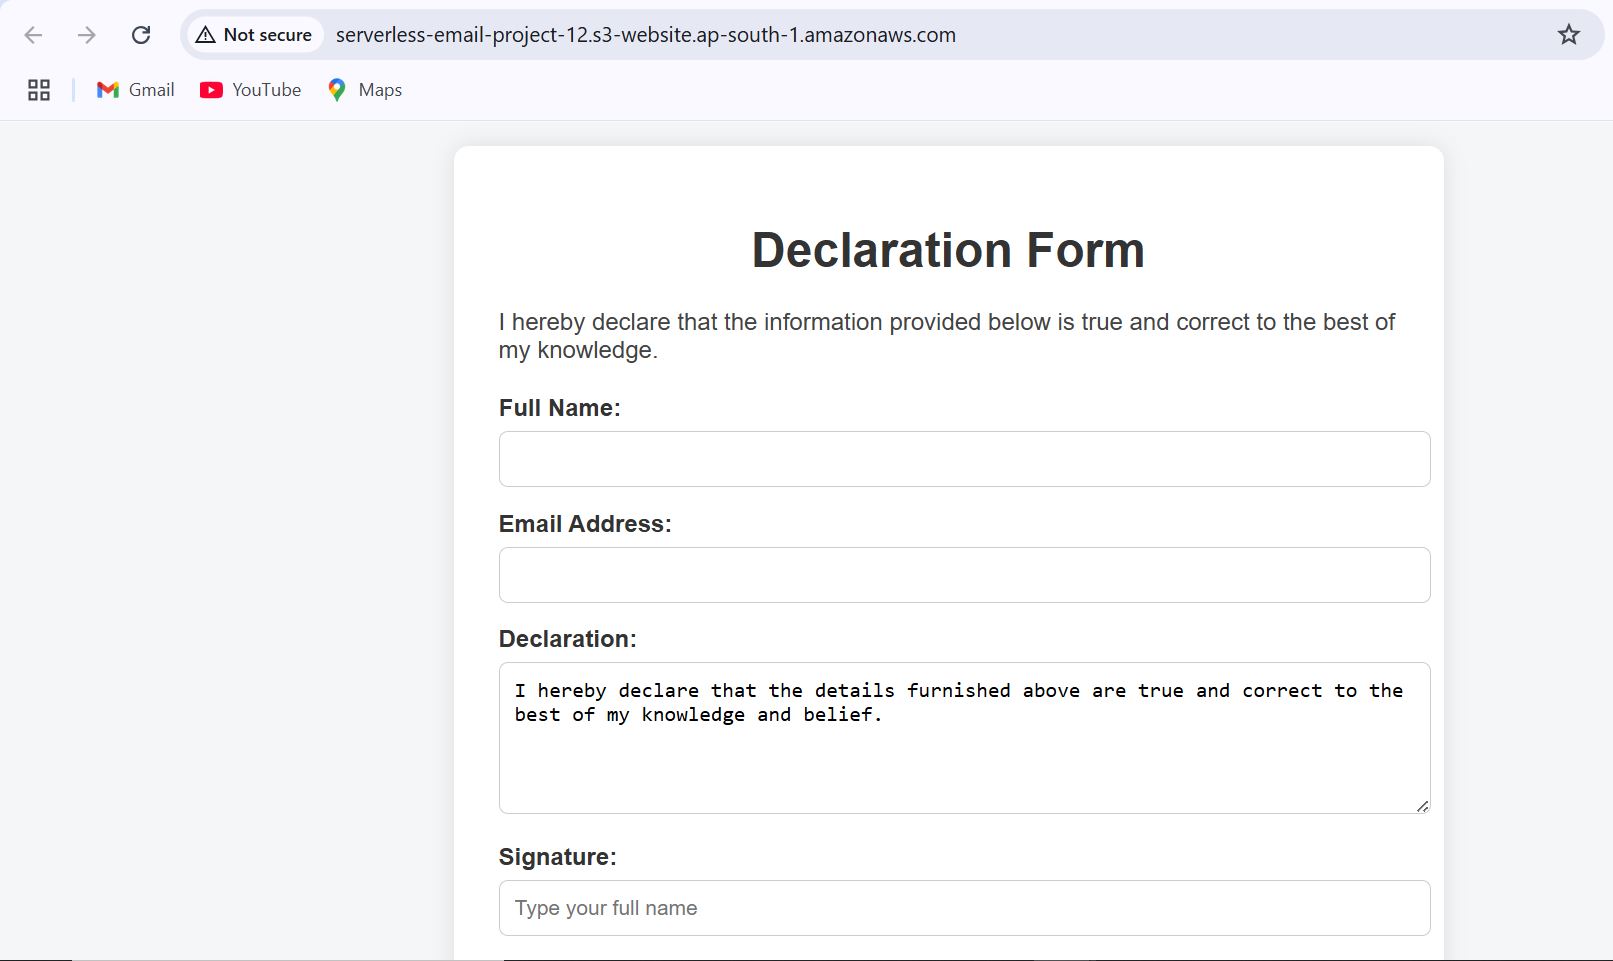 Not secure serverless-email-project-12.s3-website.ap-south-1.amazonaws.com
Gmail YouTube Maps
Declaration Form
I hereby declare that the information provided below is true and correct to the best of
my knowledge.
Full Name:
Email Address:
Declaration:
I hereby declare that the details furnished above are true and correct to the
best of my knowledge and belief.
Signature:
Type your full name